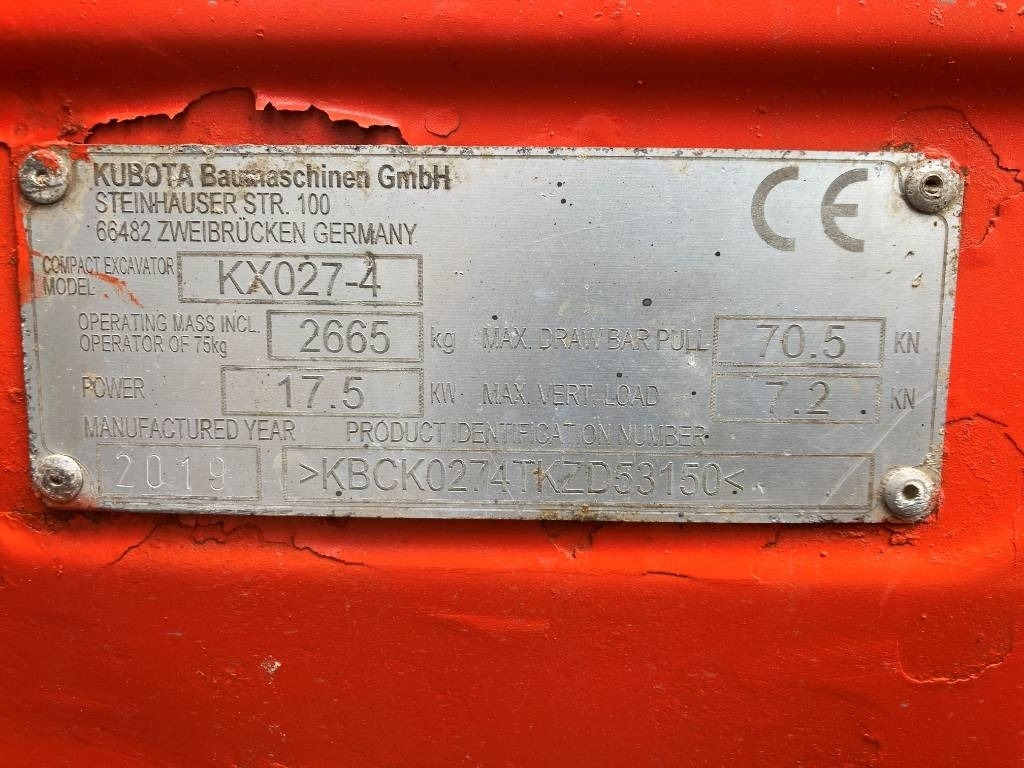 KUBOTA Baumaschinen GmbH
STEINHAUSER STR. 100
66482 ZWEIBRÜCKEN GERMANY
CE
COMPACT EXCAVATOR
MODEL KX027-4
OPERATING MASS INCL.
OPERATOR OF 75kg 2665 kg MAX. DRAW BAR PULL 70.5 KN
POWER 17.5 KW MAX. VERT. LOAD 7.2 KN
MANUFACTURED YEAR PRODUCT IDENTIFICATION NUMBER
2019 >KBCK0274TKZD53150<